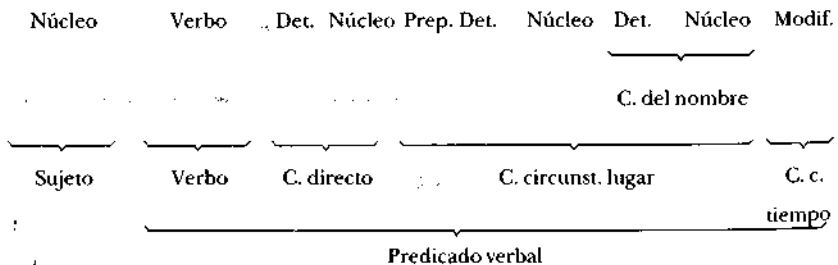 Núcleo Verbo Det. Núcleo Prep. Det. Núcleo Det. Núcleo Modif.
C. del nombre
Sujeto Verbo C. directo C. circunst. lugar C. c.
tiempo
Predicado verbal